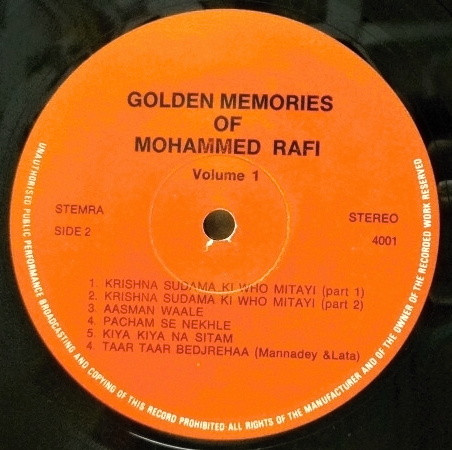 GOLDEN MEMORIES
OF
MOHAMMED RAFI
Volume 1
STEMRA
STEREO
SIDE 2
4001
1. KRISHNA SUDAMA KI WHO MITAYI (part 1)
2. KRISHNA SUDAMA KI WHO MITAYI (part 2)
3. AASMAN WAALE
4. PACHAM SE NEKHLE
5. KIYA KIYA NA SITAM
4. TAAR TAAR BEDJREHAA (Mannadey &Lata)
UNAUTHORISED PUBLIC PERFORMANCE BROADCASTING AND COPYING OF THIS RECORD PROHIBITED·ALL RIGHTS OF THE MANUFACTURER AND OF THE OWNER OF THE RECORDED WORK RESERVED